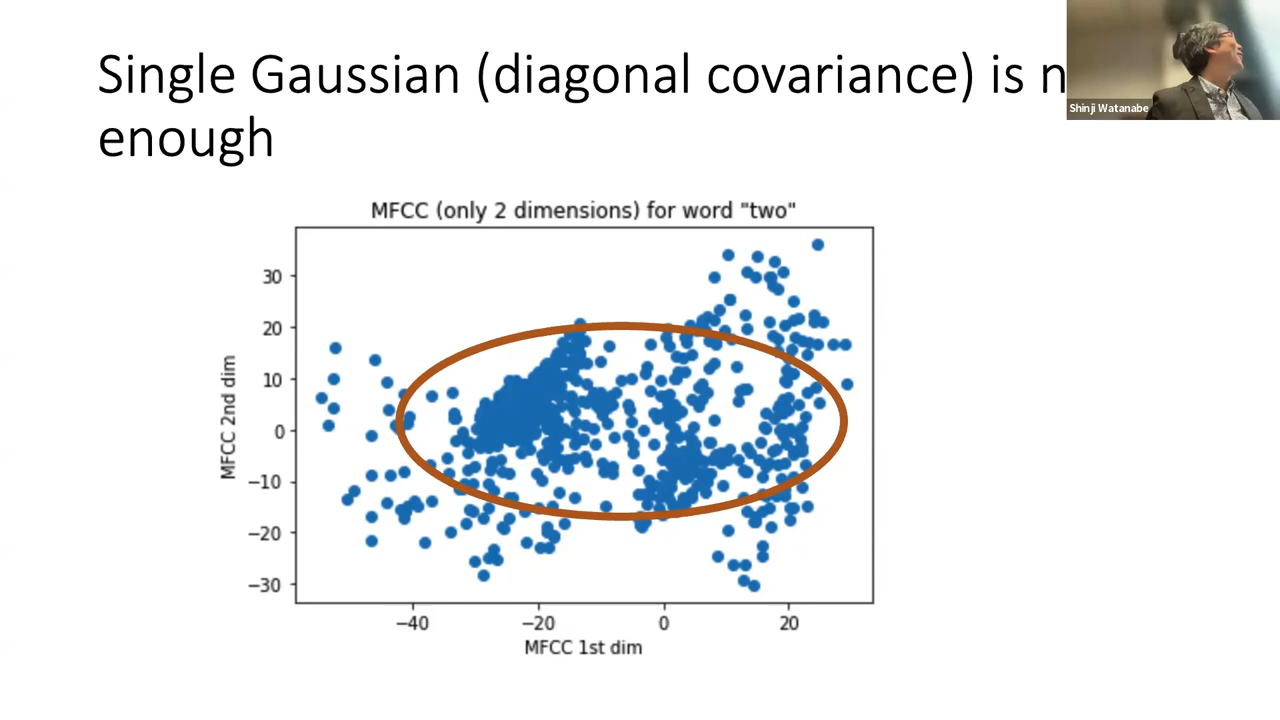 Single Gaussian (diagonal covariance) is
enough
Shinji Watanabe
MFCC (only 2 dimensions) for word "two"
MFCC 2nd dim
30
20
10
0
−10
−20
−30
−40
−20
0
20
MFCC 1st dim